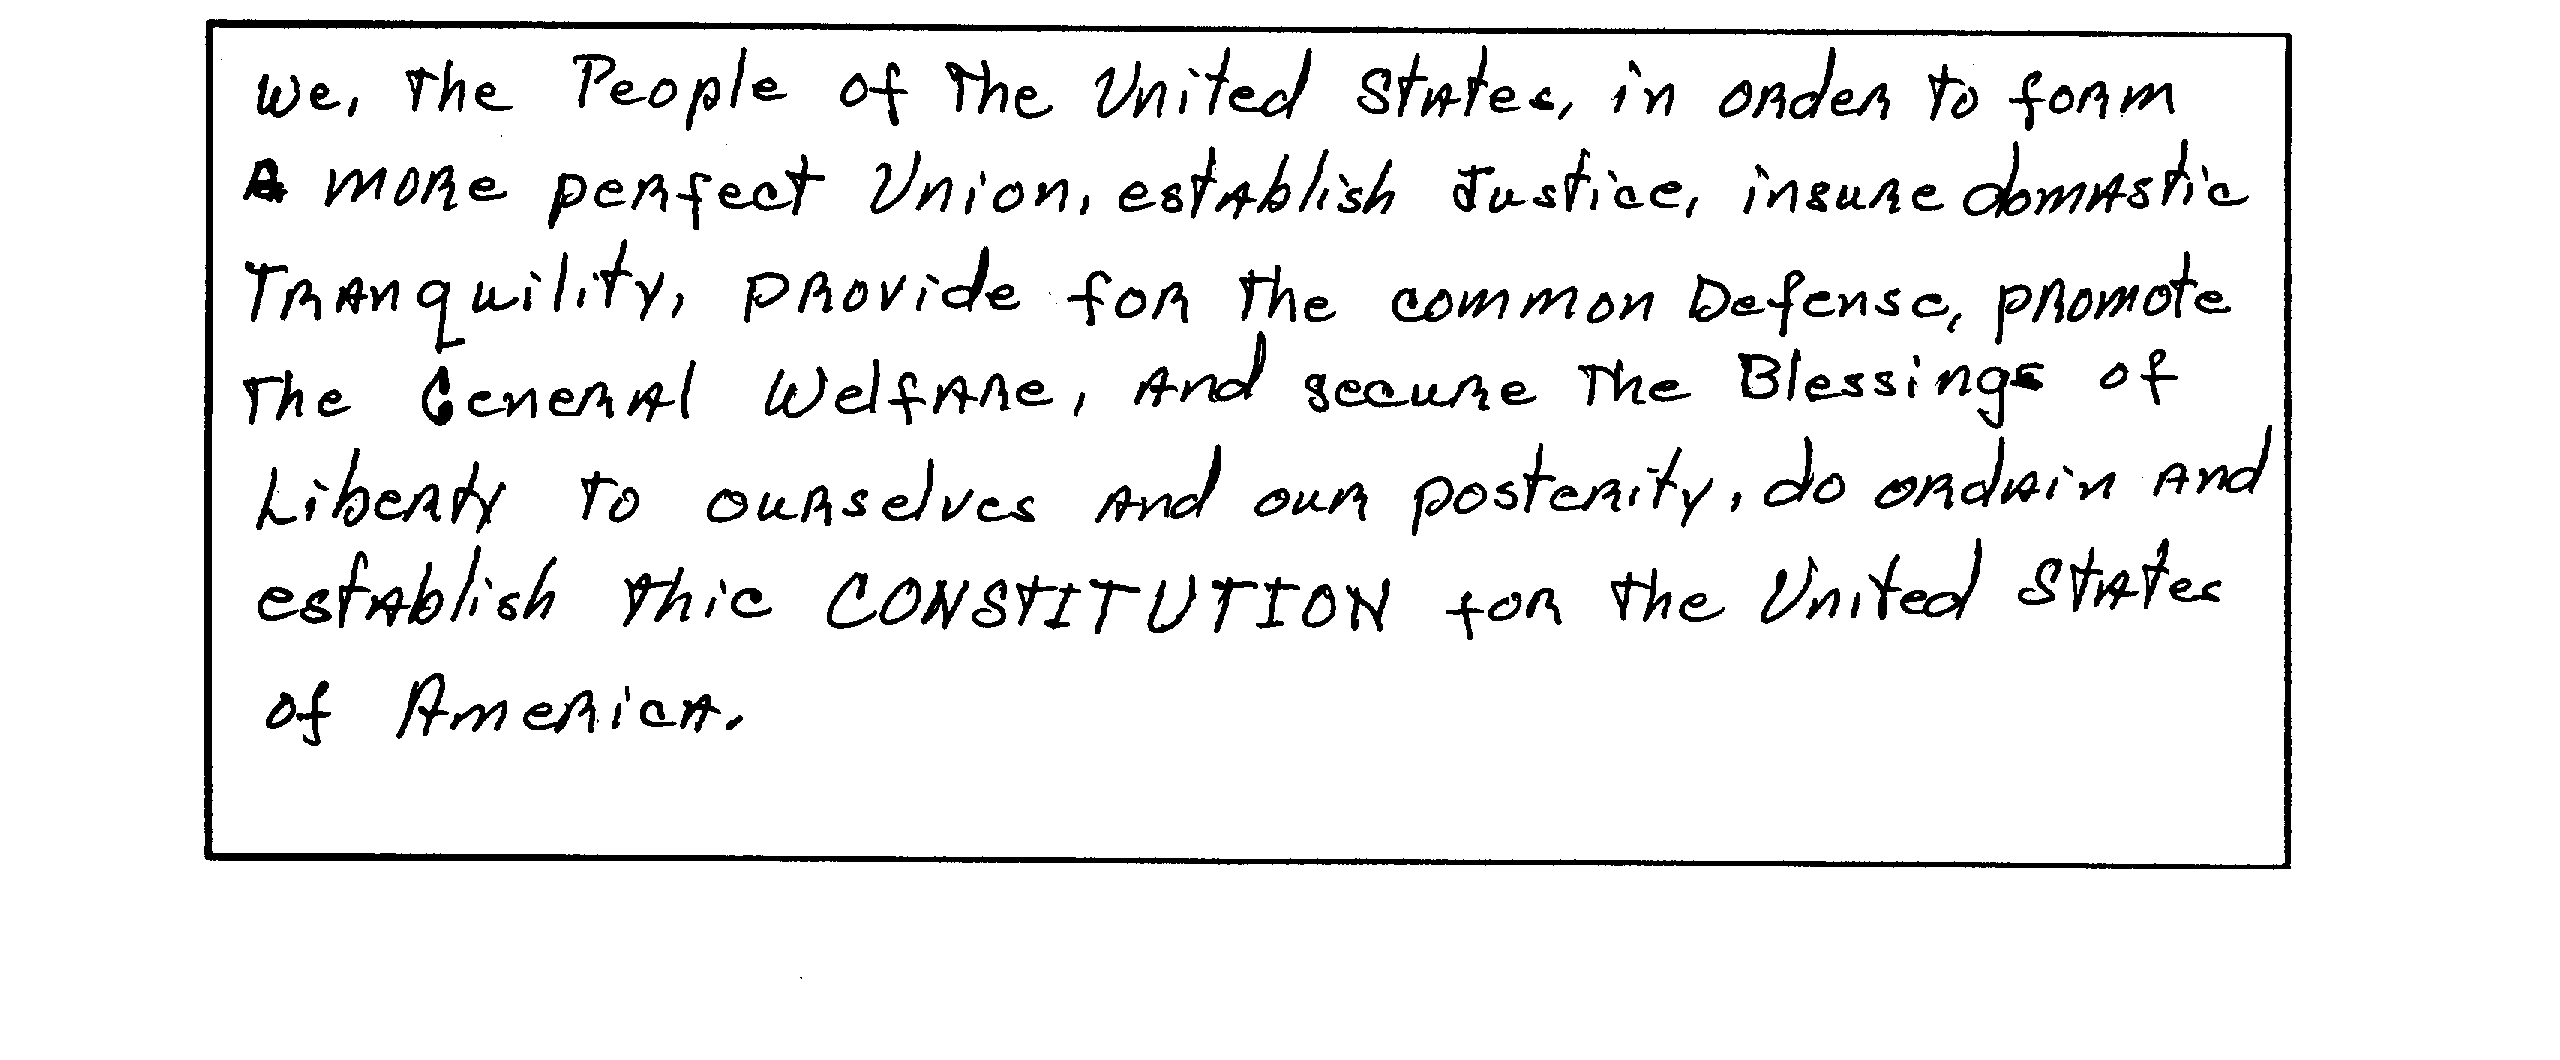 We, the People of the United States, in order to form
A more perfect Union, establish Justice, insure domAstic
Tranquility, provide for the common Defense, promote
the General Welfare, and secure the Blessings of
Liberty to ourselves and our posterity, do ordain and
establish this CONSTITUTION for the United States
of America.